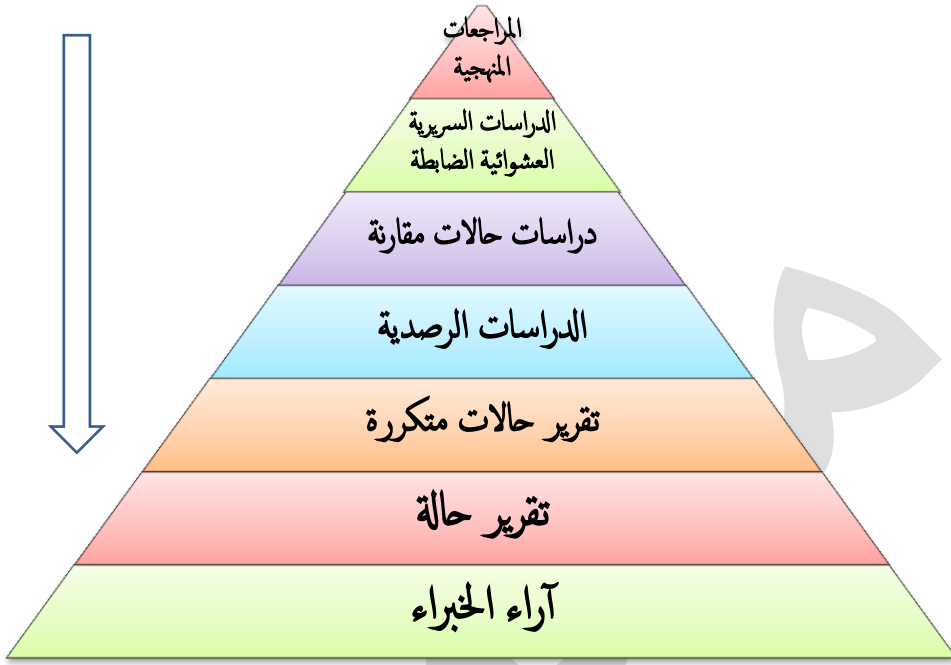 المراجعات
المنهجية
الدراسات السريرية
العشوائية الضابطة
دراسات حالات مقارنة
الدراسات الرصدية
تقرير حالات متكررة
تقرير حالة
آراء الخبراء